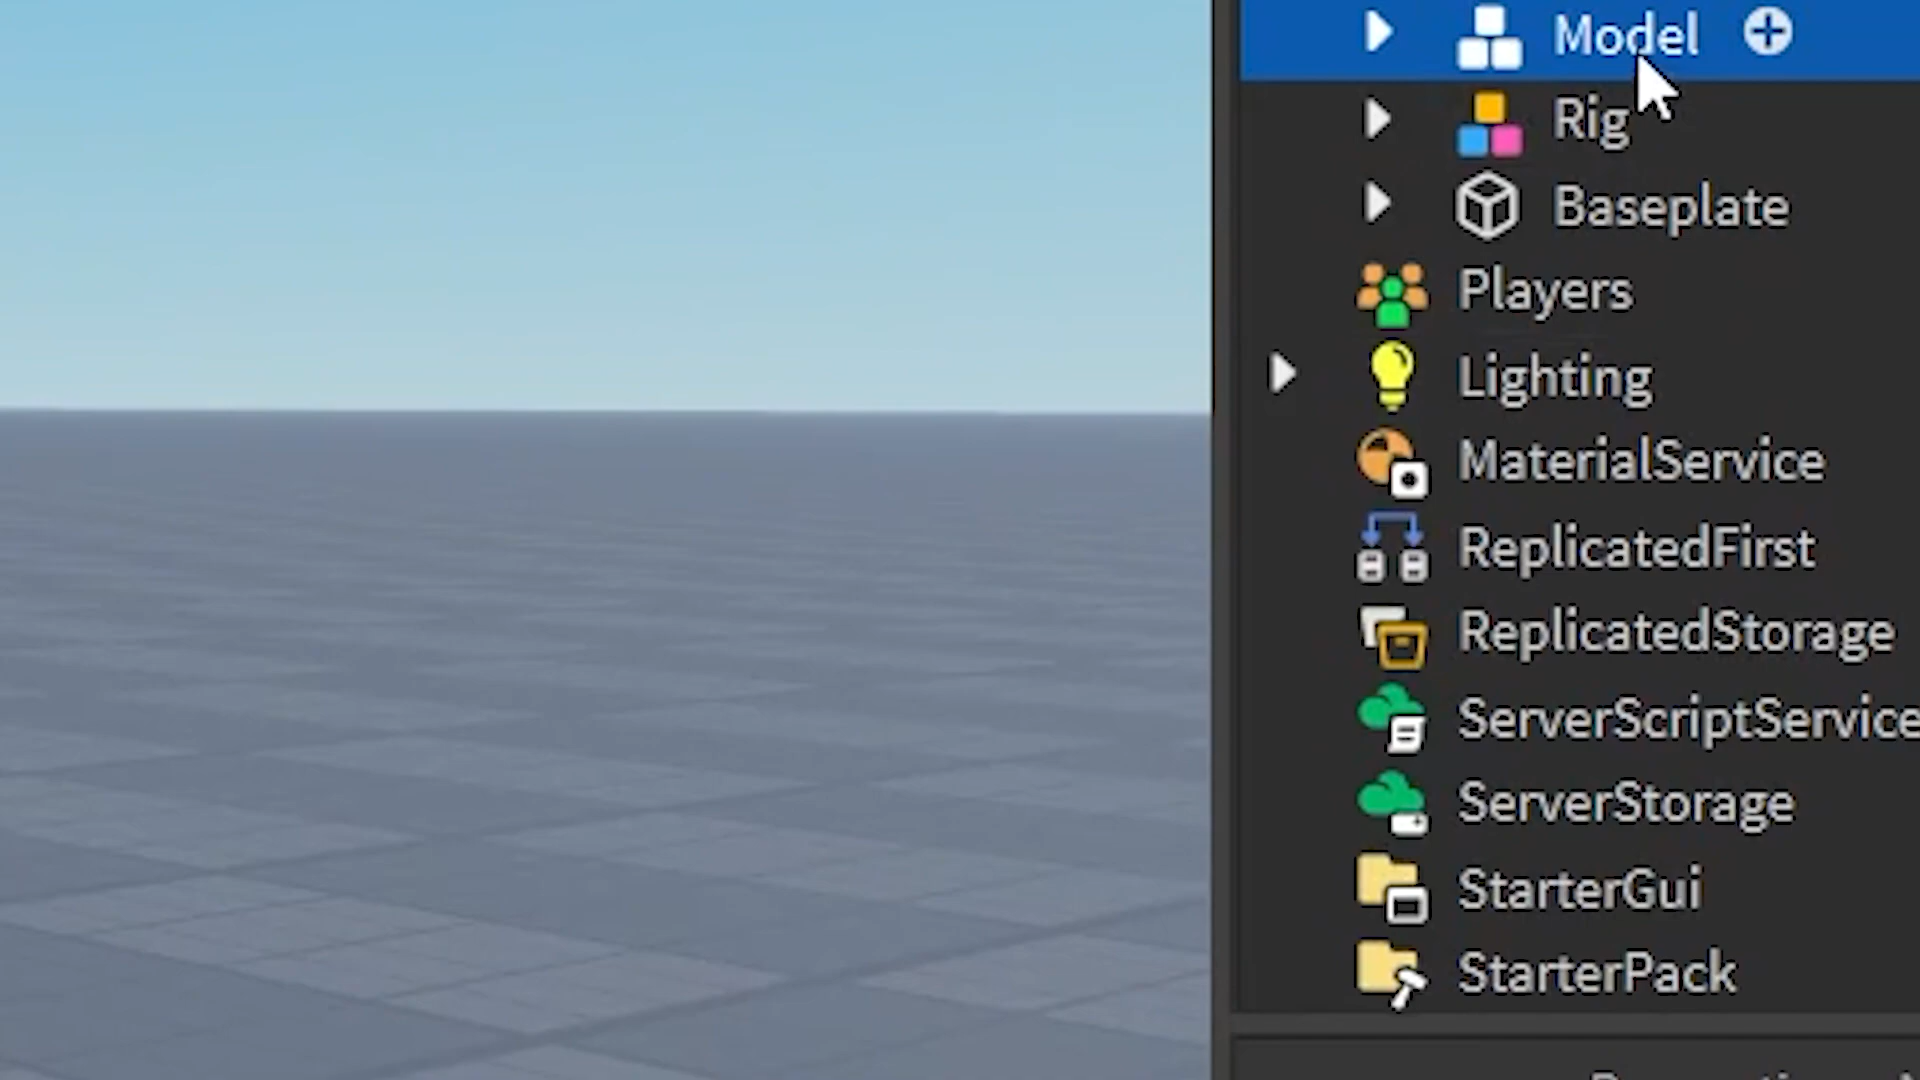 Model
Rig
Baseplate
Players
Lighting
MaterialService
ReplicatedFirst
ReplicatedStorage
ServerScriptService
ServerStorage
StarterGui
StarterPack